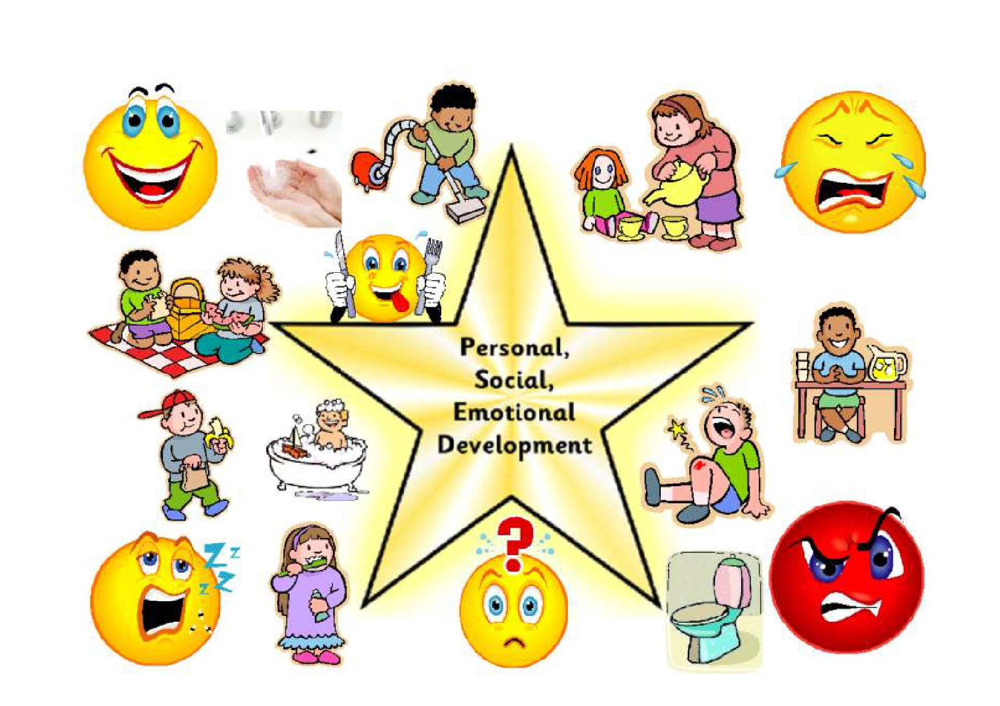 Personal,
Social,
Emotional
Development
?
Z z
z Z